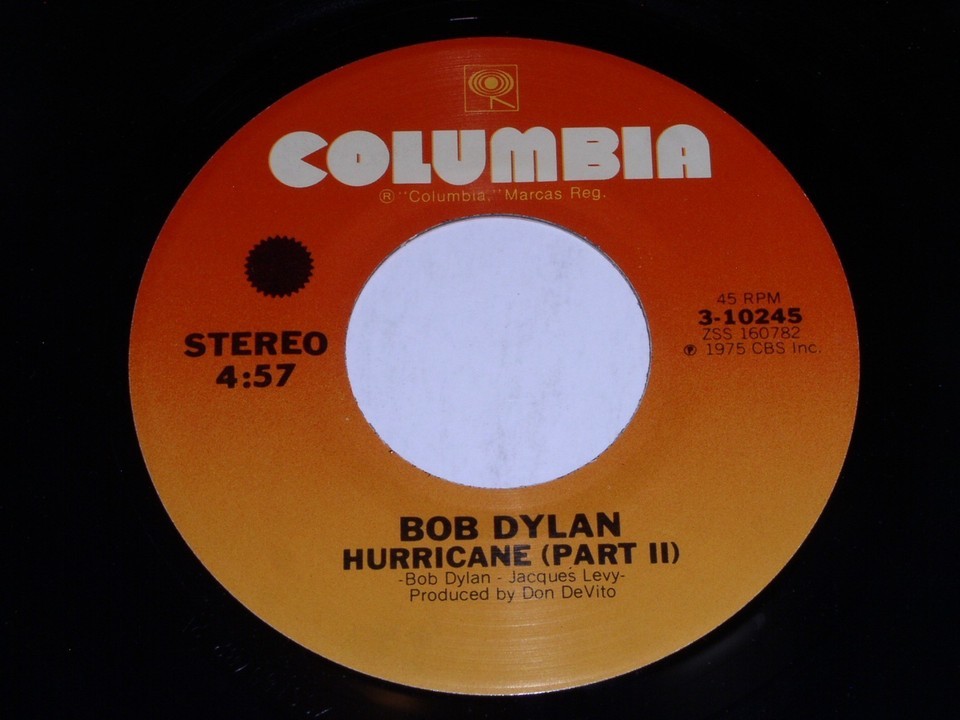 COLUMBIA
® "Columbia," Marcas Reg.
STEREO
4:57
45 RPM
3-10245
ZSS 160782
℗ 1975 CBS Inc.
BOB DYLAN
HURRICANE (PART II)
-Bob Dylan - Jacques Levy-
Produced by Don DeVito